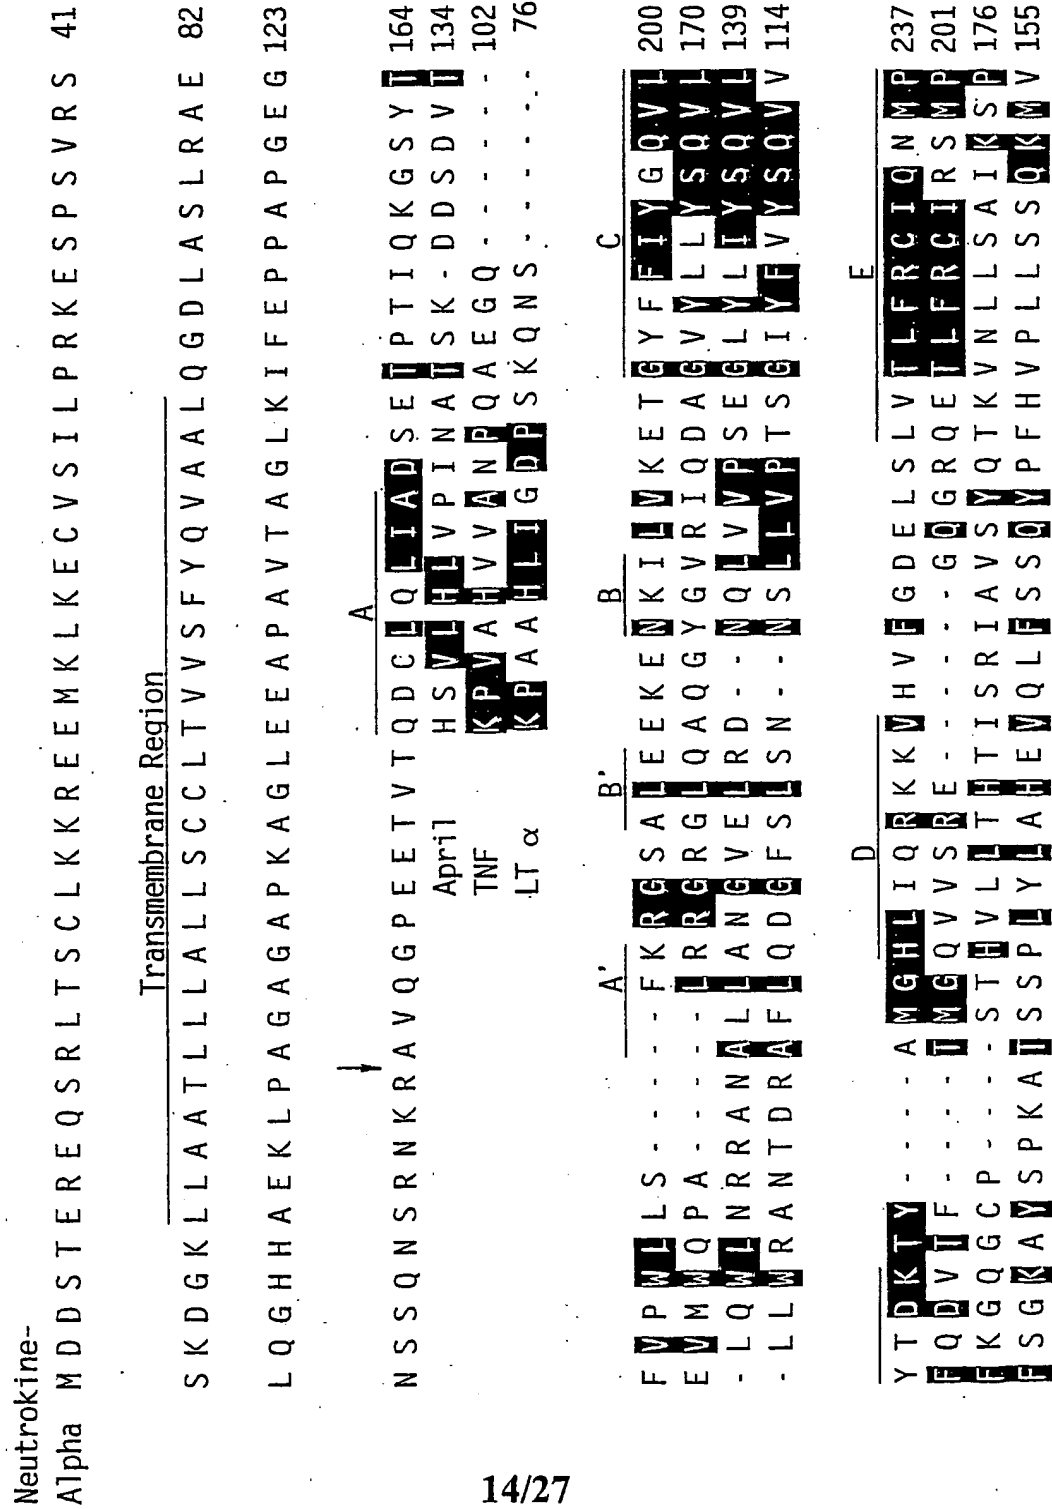 Neutrokine-
Alpha M D D S T E R E Q S R L T S C L K K R E E M K L K E C V S I L P R K E S P S V R S 41
Transmembrane Region
S K D G K L L A A T L L L A L L S C C L T V V S F Y Q V A A L Q G D L A S L R A E 82
L Q G H H A E K L P A G A G A P K A G L E E A P A V T A G L K I F E P P A P G E G 123
A
N S S Q N S R N K R A V Q G P E E T V T Q D C L Q L I A D S E T P T I Q K G S Y T 164
April H S V L H L V P I N A T S K - D D S D V T 134
TNF K P V A H V V A N P Q A E G Q - - - - - - 102
LT α K P A A H L I G D P S K Q N S - - - - - - 76
A' B' B C
F V P W L L S - - - - - F K R G S A L E E K E N K I L V K E T G Y F F I Y G Q V L 200
E V M W Q P A - - - - - L R R G R G L Q A Q G Y G V R I Q D A G V Y L L Y S Q V L 170
- L Q W L N R R A N A L L A N G V E L R D - - N Q L V V P S E G L Y L I Y S Q V L 139
- L L W R A N T D R A F L Q D G F S L S N - - N S L L V P T S G I Y F V Y S Q V V 114
D E
Y T D K T Y - - - - A M G H L I Q R K K V H V F G D E L S L V T L F R C I Q N M P 237
F Q D V T F - - - - I M G Q V V S R E - - - - - - G Q G R Q E T L F R C I R S M P 201
F K G Q G C P - - - - S T H V L L T H T I S R I A V S Y Q T K V N L L S A I K S P 176
F S G K A Y S P K A I S S P L Y L A H E V Q L F S S Q Y P F H V P L L S S Q K M V 155
14/27